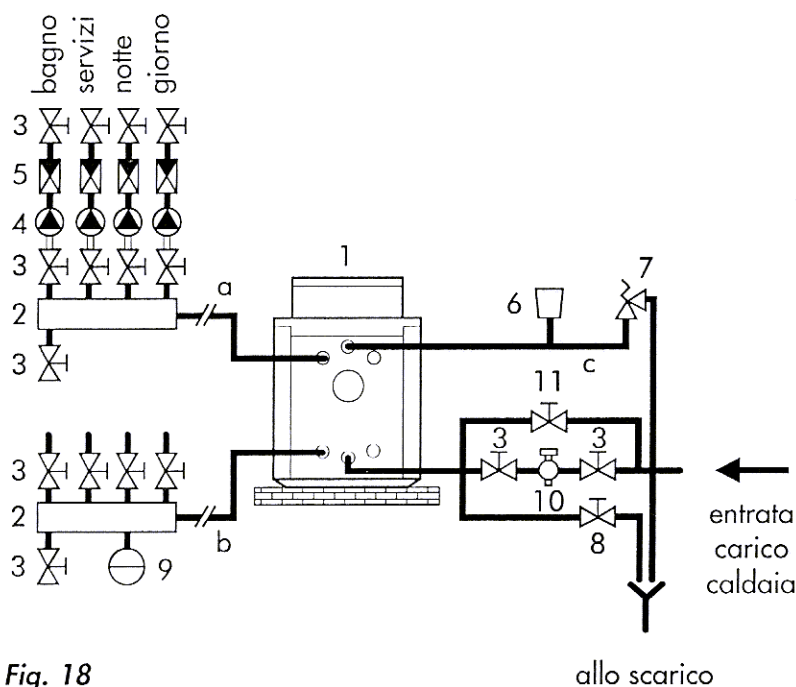 bagno
servizi
notte
giorno
3
5
4
3
2
a
3
1
6
7
c
11
3
3
10
8
3
2
b
3
9
entrata
carico
caldaia
Fig. 18
allo scarico